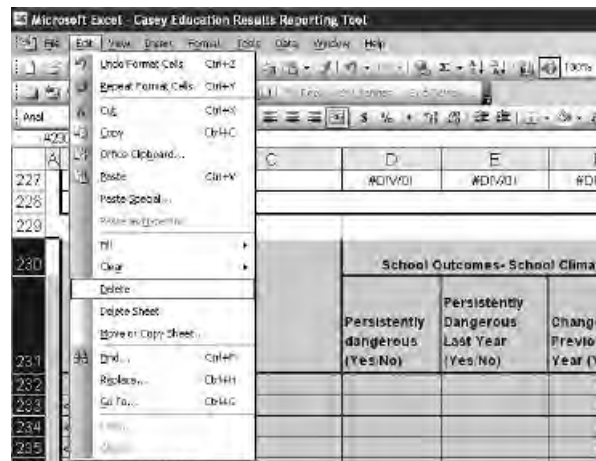 Microsoft Excel - Casey Education Results Reporting Tool
File Edit View Insert Format Tools Data Window Help
Undo Format Cells Ctrl+Z
100%
Repeat Format Cells Ctrl+Y
Arial
Cut Ctrl+X
$ %
Copy Ctrl+C
Office Clipboard...
A C D E
Paste Ctrl+V
227 #DIV/0! #DIV/0!
Paste Special...
228
229
Fill
Clear
230 School Outcomes- School Clima
Delete
Delete Sheet
Move or Copy Sheet...
231 Persistently dangerous (Yes/No)
Persistently Dangerous Last Year (Yes/No)
Find... Ctrl+F
232 Replace... Ctrl+H
233 Go To... Ctrl+G
234
235